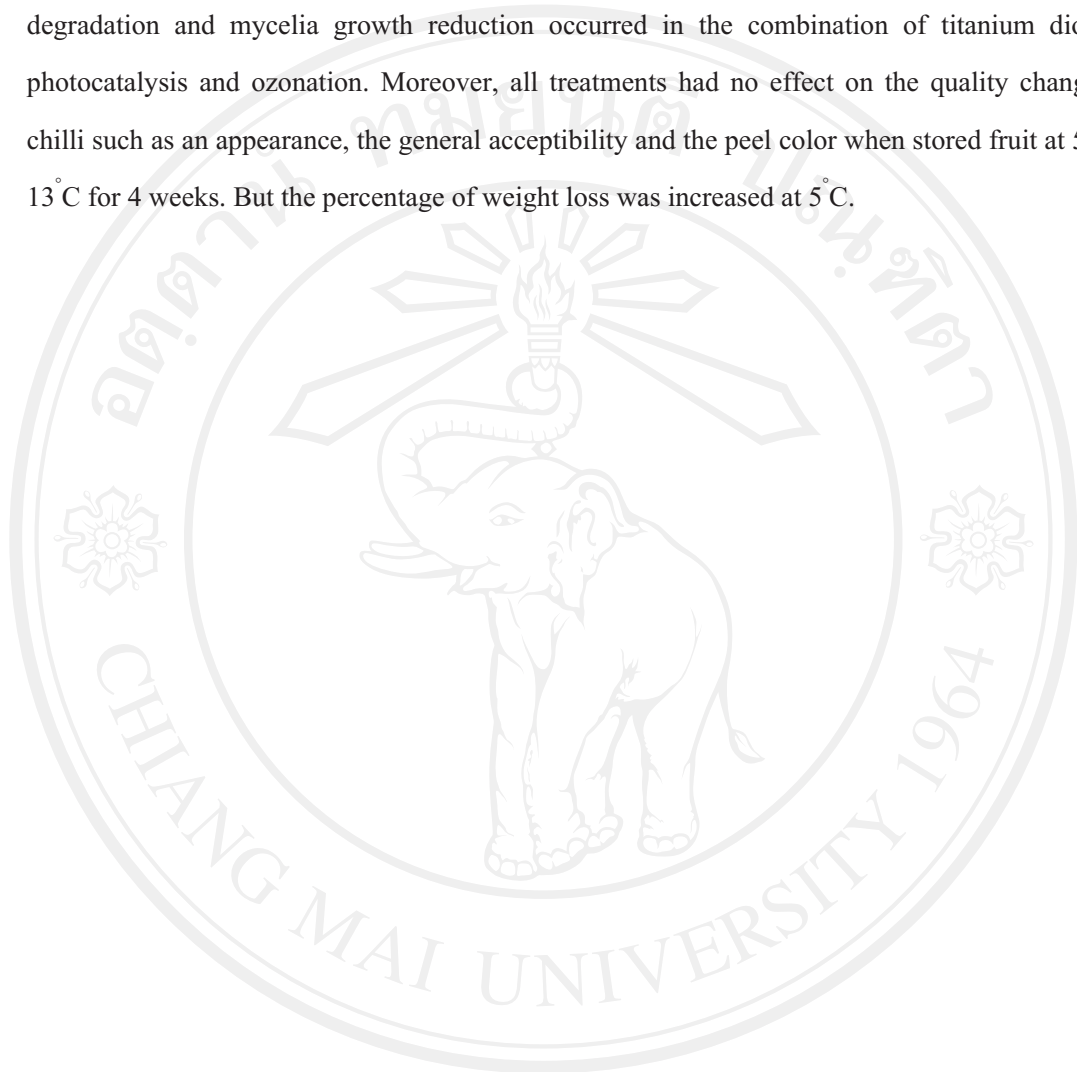 degradation and mycelia growth reduction occurred in the combination of titanium
photocatalysis and ozonation. Moreover, all treatments had no effect on the quality
chilli such as an appearance, the general acceptibility and the peel color when stored fruit at
13°C for 4 weeks. But the percentage of weight loss was increased at 5°C.
CHIANG MAI UNIVERSITY 1964